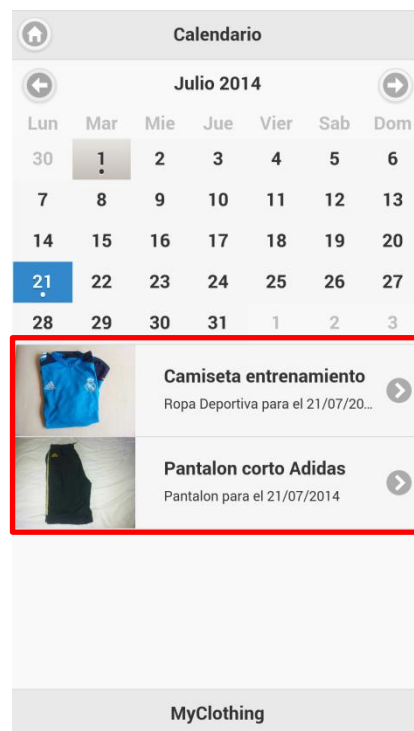 Calendario
Julio 2014
Lun Mar Mie Jue Vier Sab Dom
30 1 2 3 4 5 6
7 8 9 10 11 12 13
14 15 16 17 18 19 20
21 22 23 24 25 26 27
28 29 30 31 1 2 3
Camiseta entrenamiento
Ropa Deportiva para el 21/07/20...
Pantalon corto Adidas
Pantalon para el 21/07/2014
MyClothing